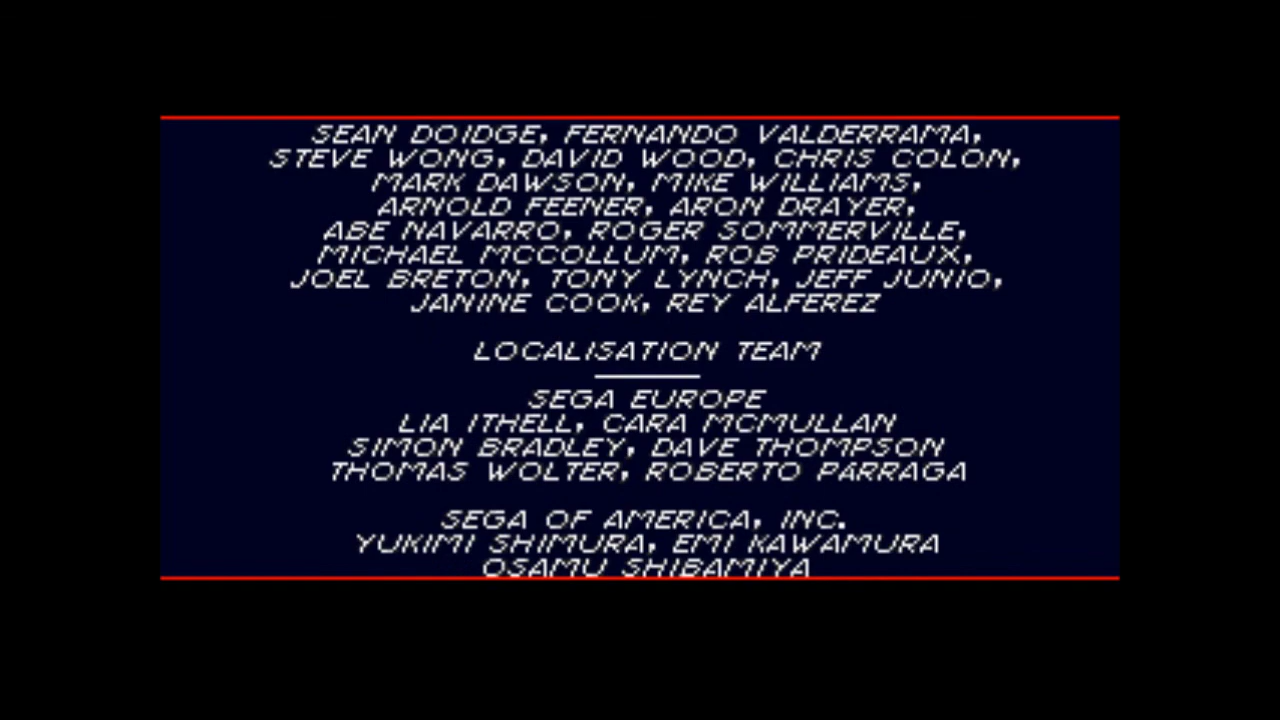 SEAN DOIDGE, FERNANDO VALDERRAMA,
STEVE WONG, DAVID WOOD, CHRIS COLON,
MARK DAWSON, MIKE WILLIAMS,
ARNOLD FEENER, ARON DRAYER,
ABE NAVARRO, ROGER SOMMERVILLE,
MICHAEL MCCOLLUM, ROB PRIDEAUX,
JOEL BRETON, TONY LYNCH, JEFF JUNIO,
JANINE COOK, REY ALFEREZ
LOCALISATION TEAM
SEGA EUROPE
LIA ITHELL, CARA MCMULLAN
SIMON BRADLEY, DAVE THOMPSON
THOMAS WOLTER, ROBERTO PARRAGA
SEGA OF AMERICA, INC.
YUKIMI SHIMURA, EMI KAWAMURA
OSAMU SHIBAMIYA